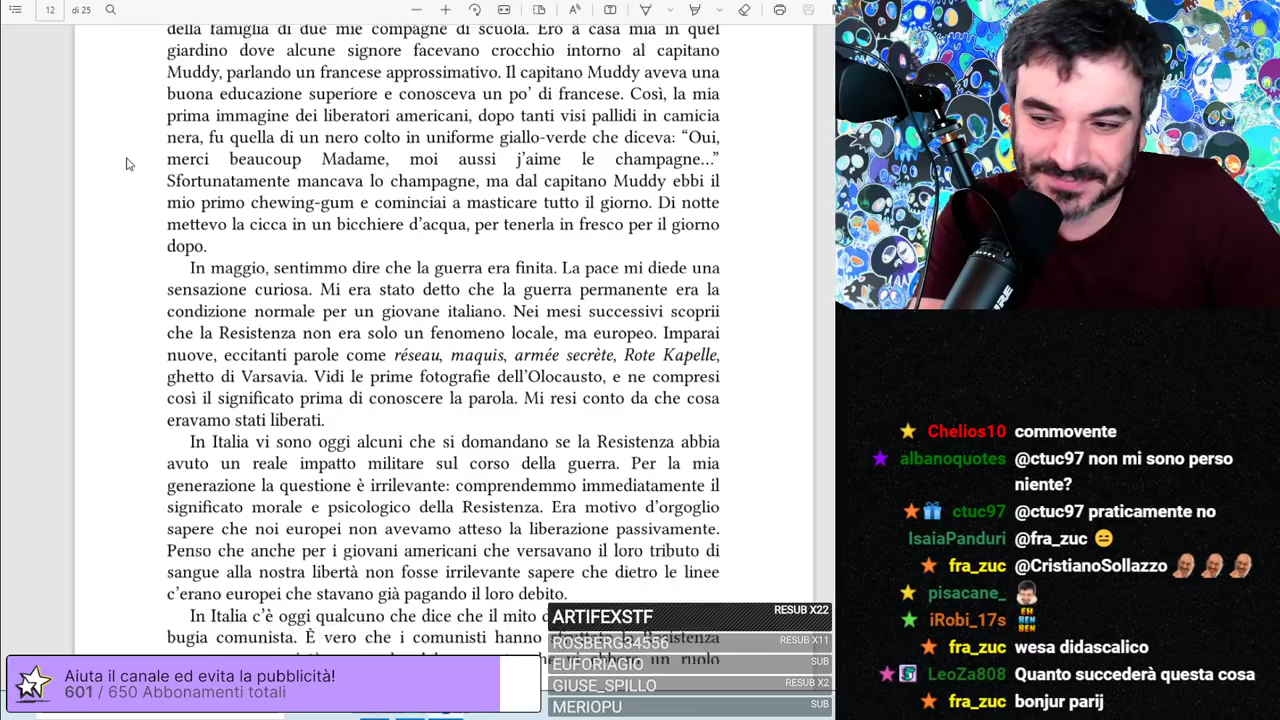 12 di 25
della famiglia di due mie compagne di scuola. Ero a casa mia in quel
giardino dove alcune signore facevano crocchio intorno al capitano
Muddy, parlando un francese approssimativo. Il capitano Muddy aveva una
buona educazione superiore e conosceva un po’ di francese. Così, la mia
prima immagine dei liberatori americani, dopo tanti visi pallidi in camicia
nera, fu quella di un nero colto in uniforme giallo-verde che diceva: “Oui,
merci beaucoup Madame, moi aussi j’aime le champagne...”
Sfortunatamente mancava lo champagne, ma dal capitano Muddy ebbi il
mio primo chewing-gum e cominciai a masticare tutto il giorno. Di notte
mettevo la cicca in un bicchiere d’acqua, per tenerla in fresco per il giorno
dopo.
In maggio, sentimmo dire che la guerra era finita. La pace mi diede una
sensazione curiosa. Mi era stato detto che la guerra permanente era la
condizione normale per un giovane italiano. Nei mesi successivi scoprii
che la Resistenza non era solo un fenomeno locale, ma europeo. Imparai
nuove, eccitanti parole come réseau, maquis, armée secrète, Rote Kapelle,
ghetto di Varsavia. Vidi le prime fotografie dell’Olocausto, e ne compresi
così il significato prima di conoscere la parola. Mi resi conto da che cosa
eravamo stati liberati.
In Italia vi sono oggi alcuni che si domandano se la Resistenza abbia
avuto un reale impatto militare sul corso della guerra. Per la mia
generazione la questione è irrilevante: comprendemmo immediatamente il
significato morale e psicologico della Resistenza. Era motivo d’orgoglio
sapere che noi europei non avevamo atteso la liberazione passivamente.
Penso che anche per i giovani americani che versavano il loro tributo di
sangue alla nostra libertà non fosse irrilevante sapere che dietro le linee
c’erano europei che stavano già pagando il loro debito.
In Italia c’è oggi qualcuno che dice che il mito d
bugia comunista. È vero che i comunisti hanno la Resistenza
un ruolo
ARTIFEXSTF RESUB X22
ROSBERG34556 RESUB X11
EUFORIAGIO SUB
GIUSE_SPILLO RESUB X2
MERIOPU SUB
Aiuta il canale ed evita la pubblicità!
601 / 650 Abbonamenti totali
Chelios10 commovente
albanoquotes @ctuc97 non mi sono perso
niente?
ctuc97 @ctuc97 praticamente no
IsaiaPanduri @fra_zuc 😑
fra_zuc @CristianoSollazzo
pisacane_
iRobi_17s EH REN BEN
fra_zuc wesa didascalico
LeoZa808 Quanto succederà questa cosa
fra_zuc bonjur parij